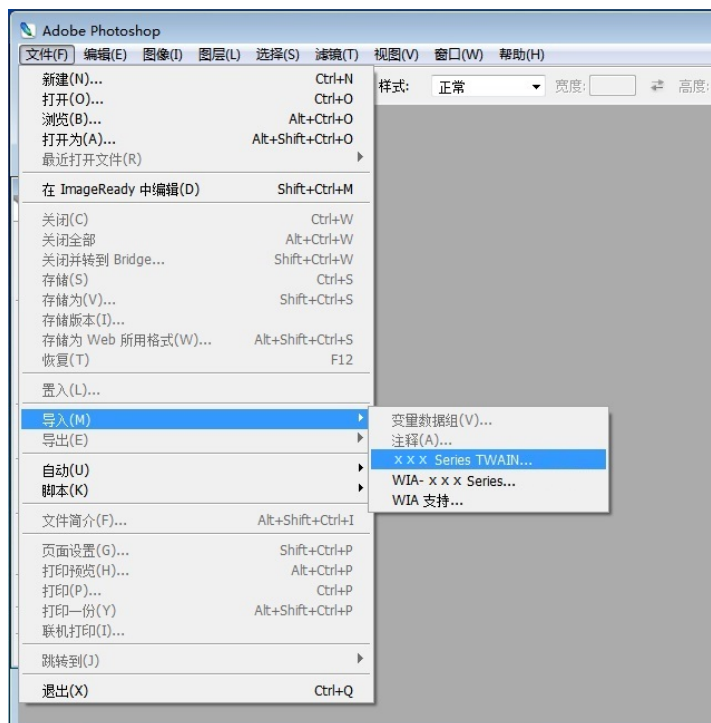 Adobe Photoshop
文件(F) 编辑(E) 图像(I) 图层(L) 选择(S) 滤镜(T) 视图(V) 窗口(W) 帮助(H)
样式: 正常 宽度: 高度:
新建(N)... Ctrl+N
打开(O)... Ctrl+O
浏览(B)... Alt+Ctrl+O
打开为(A)... Alt+Shift+Ctrl+O
最近打开文件(R)
在 ImageReady 中编辑(D) Shift+Ctrl+M
关闭(C) Ctrl+W
关闭全部 Alt+Ctrl+W
关闭并转到 Bridge... Shift+Ctrl+W
存储(S) Ctrl+S
存储为(V)... Shift+Ctrl+S
存储版本(I)...
存储为 Web 所用格式(W)... Alt+Shift+Ctrl+S
恢复(T) F12
置入(L)...
导入(M)
导出(E)
变量数据组(V)...
注释(A)...
xxx Series TWAIN...
WIA-xxx Series...
WIA 支持...
自动(U)
脚本(K)
文件简介(F)... Alt+Shift+Ctrl+I
页面设置(G)... Shift+Ctrl+P
打印预览(H)... Alt+Ctrl+P
打印(P)... Ctrl+P
打印一份(Y) Alt+Shift+Ctrl+P
联机打印(I)...
跳转到(J)
退出(X) Ctrl+Q